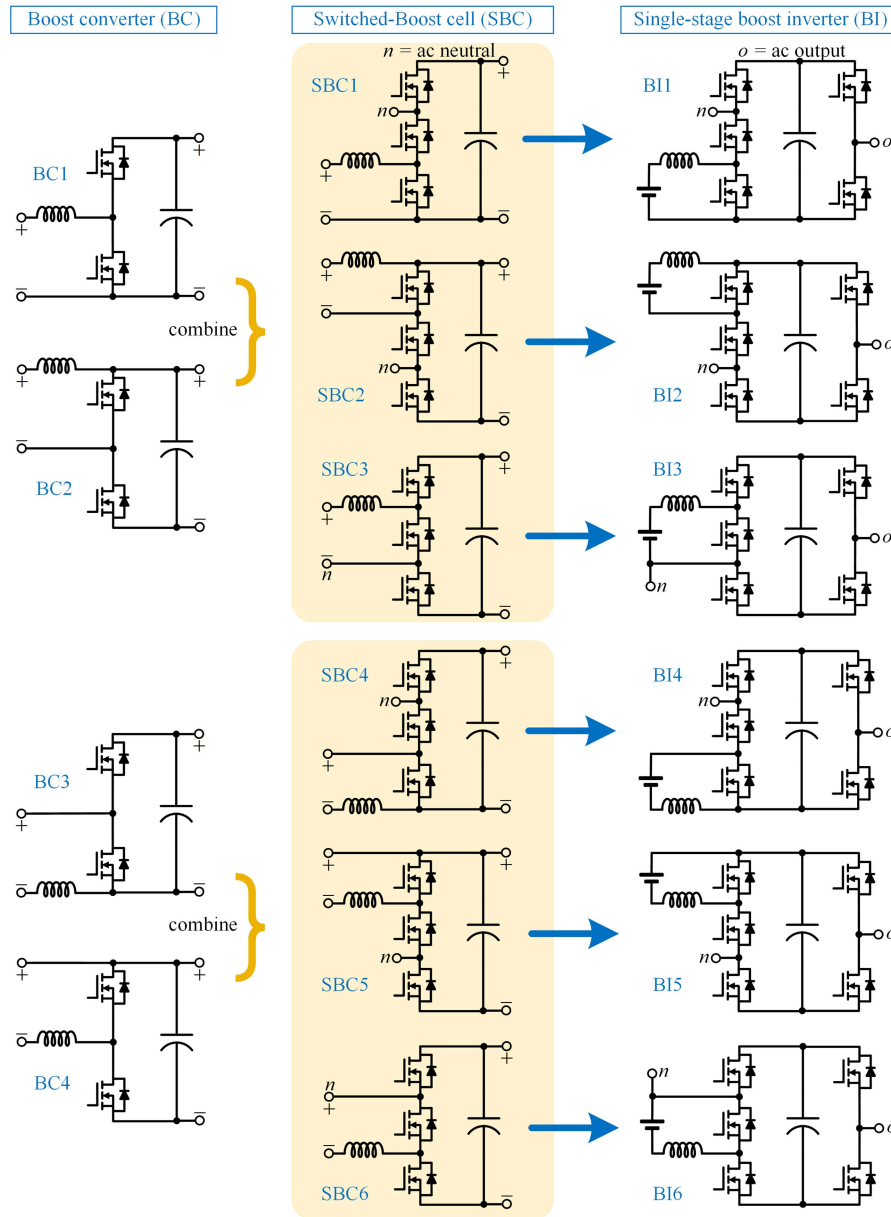 Boost converter (BC)
Switched-Boost cell (SBC)
Single-stage boost inverter (BI)
n = ac neutral
o = ac output
BC1
+
+
−
−
combine
BC2
+
+
−
−
SBC1
n
+
+
−
−
SBC2
+
+
−
n
−
SBC3
+
+
−
n
−
BI1
n
o
BI2
n
o
BI3
n
o
BC3
+
+
−
−
combine
BC4
+
+
−
−
SBC4
n
+
+
−
−
SBC5
+
+
−
n
−
SBC6
n
+
+
−
−
BI4
n
o
BI5
n
o
BI6
n
o